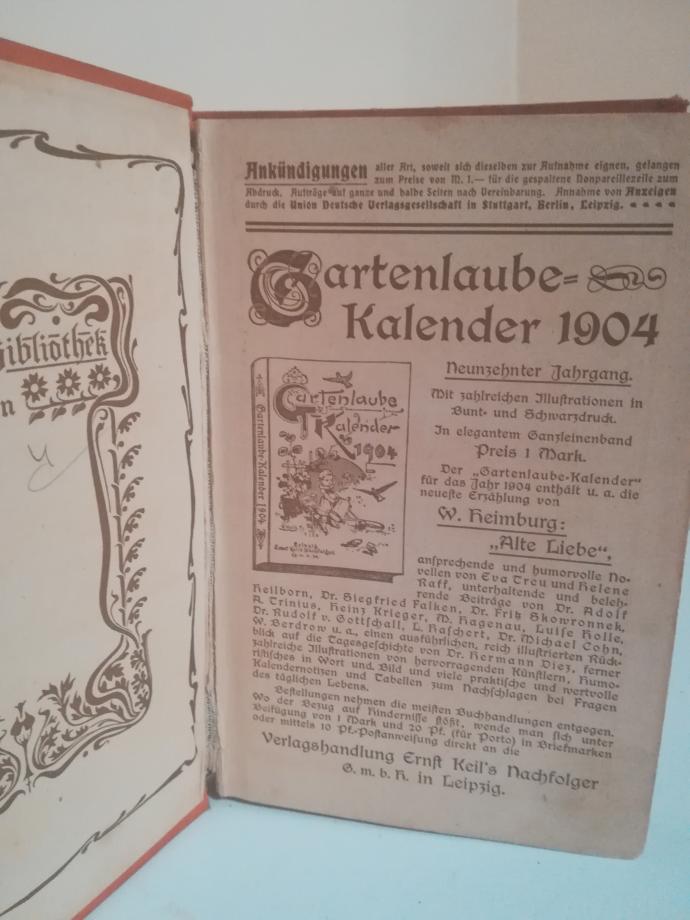 Bibliothek
Ankündigungen aller Art, soweit sich dieselben zur Aufnahme eignen, gelangen
zum Preise von M. 1.— für die gespaltene Nonpareillezeile zum
Abdruck. Aufträge auf ganze und halbe Seiten nach Vereinbarung. Annahme von Anzeigen
durch die Union Deutsche Verlagsgesellschaft in Stuttgart, Berlin, Leipzig.
Gartenlaube=
Kalender 1904
Gartenlaube-Kalender 1904
Gartenlaube
Kalender
1904
Leipzig
Ernst Keil's Nachfolger
Neunzehnter Jahrgang.
Mit zahlreichen Illustrationen in
Bunt- und Schwarzdruck.
In elegantem Ganzleinenband
Preis 1 Mark.
Der „Gartenlaube-Kalender“
für das Jahr 1904 enthält u. a. die
neueste Erzählung von
W. Heimburg:
„Alte Liebe“,
ansprechende und humorvolle No-
vellen von Eva Treu und Helene
Raff, unterhaltende und beleh-
rende Beiträge von Dr. Adolf
Heilborn, Dr. Siegfried Falken, Dr. Fritz Skowronnek,
A. Trinius, Heinz Krieger, M. Hagenau, Luise Holle,
Dr. Rudolf v. Gottschall, L. Haschert, Dr. Michael Cohn,
W. Berdrow u. a., einen ausführlichen, reich illustrierten Rück-
blick auf die Tagesgeschichte von Dr. Hermann Diez, ferner
zahlreiche Illustrationen von hervorragenden Künstlern, Humo-
ristisches in Wort und Bild und viele praktische und wertvolle
Kalendernotizen und Tabellen zum Nachschlagen bei Fragen
des täglichen Lebens.
Bestellungen nehmen die meisten Buchhandlungen entgegen.
Wo der Bezug auf Hindernisse stößt, wende man sich unter
Beifügung von 1 Mark und 20 Pf. (für Porto) in Briefmarken
oder mittels 10 Pf.-Postanweisung direkt an die
Verlagshandlung Ernst Keil's Nachfolger
G. m. b. H. in Leipzig.